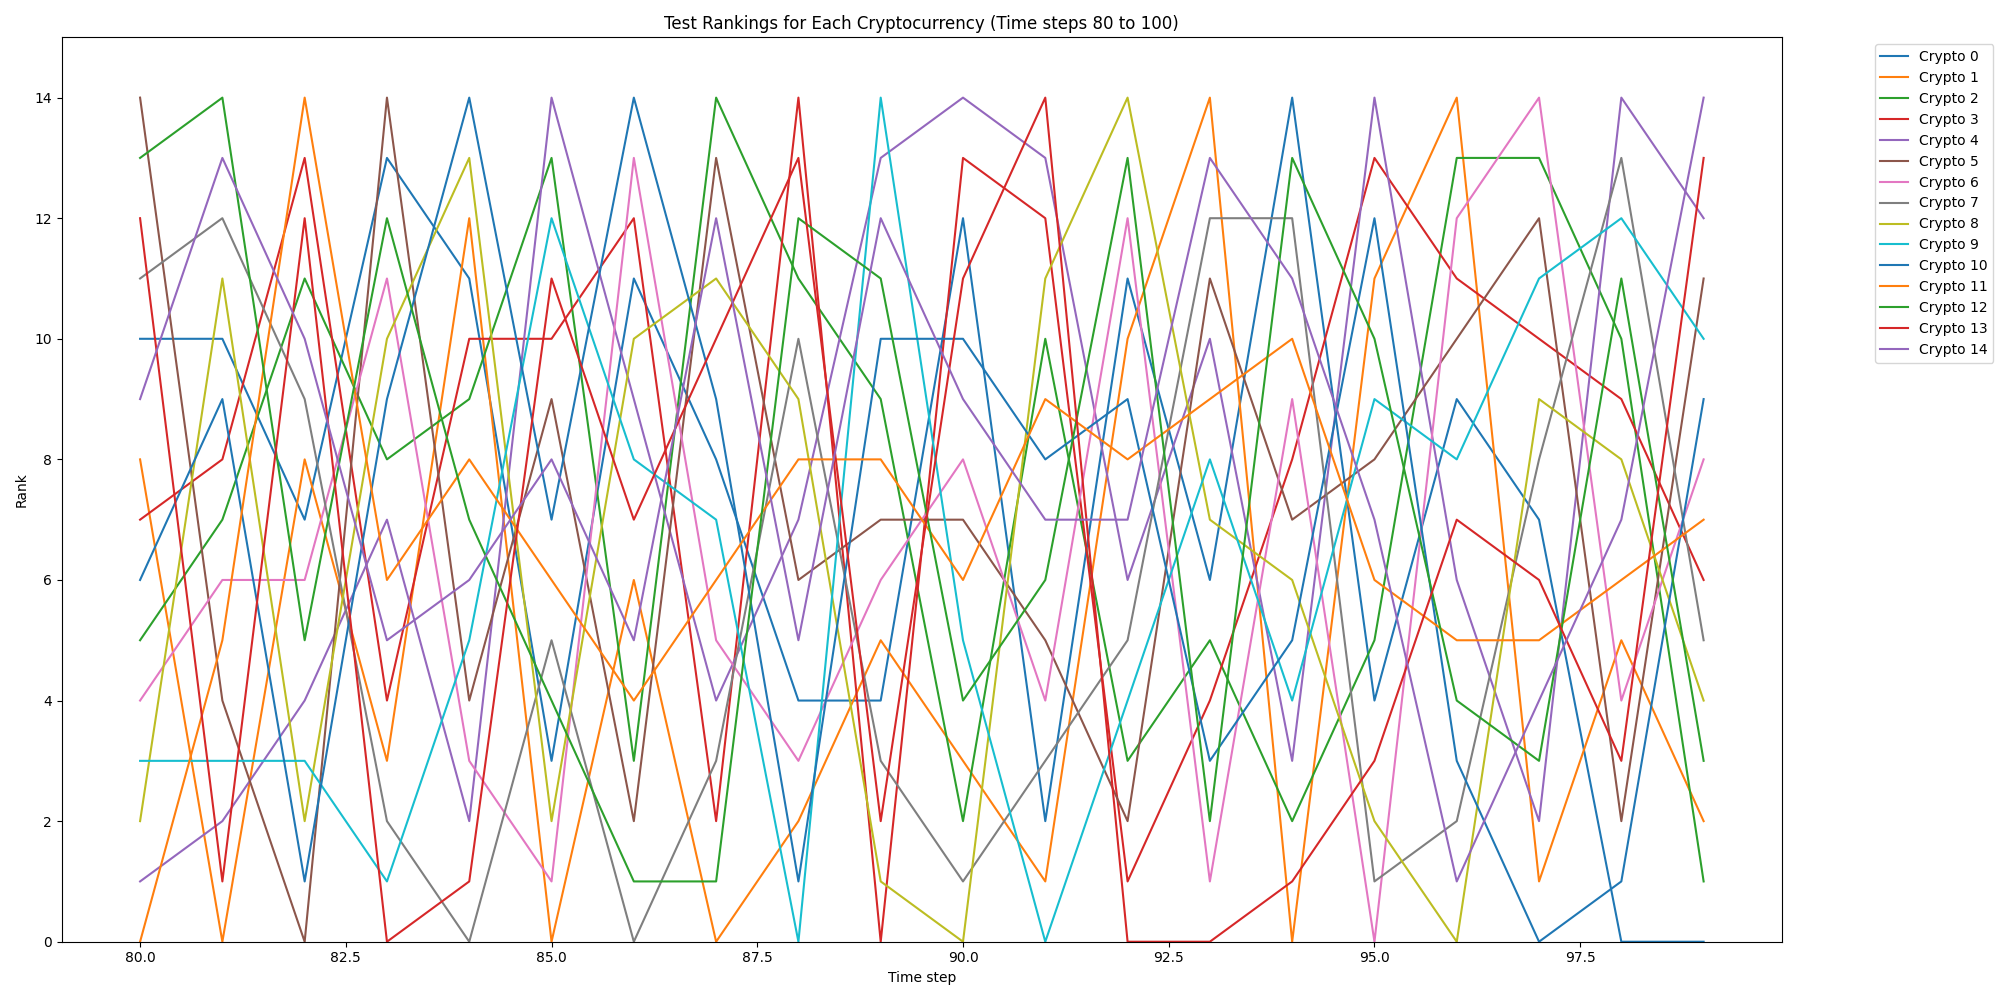 Test Rankings for Each Cryptocurrency (Time steps 80 to 100)
Crypto 0
Crypto 1
Crypto 2
Crypto 3
Crypto 4
Crypto 5
Crypto 6
Crypto 7
Crypto 8
Crypto 9
Crypto 10
Crypto 11
Crypto 12
Crypto 13
Crypto 14
Rank
14
12
10
8
6
4
2
0
80.0 82.5 85.0 87.5 90.0 92.5 95.0 97.5
Time step